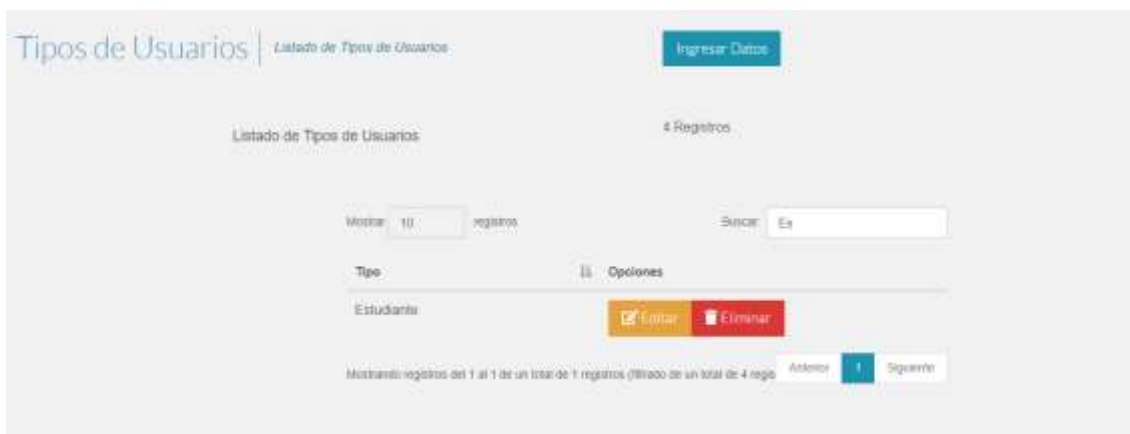 Tipos de Usuarios | Listado de Tipos de Usuarios Ingresar Datos
Listado de Tipos de Usuarios 4 Registros
Mostrar 10 registros Buscar: Es
Tipo Opciones
Estudiante Editar Eliminar
Mostrando registros del 1 al 1 de un total de 1 registros (filtrado de un total de 4 regis Anterior 1 Siguiente